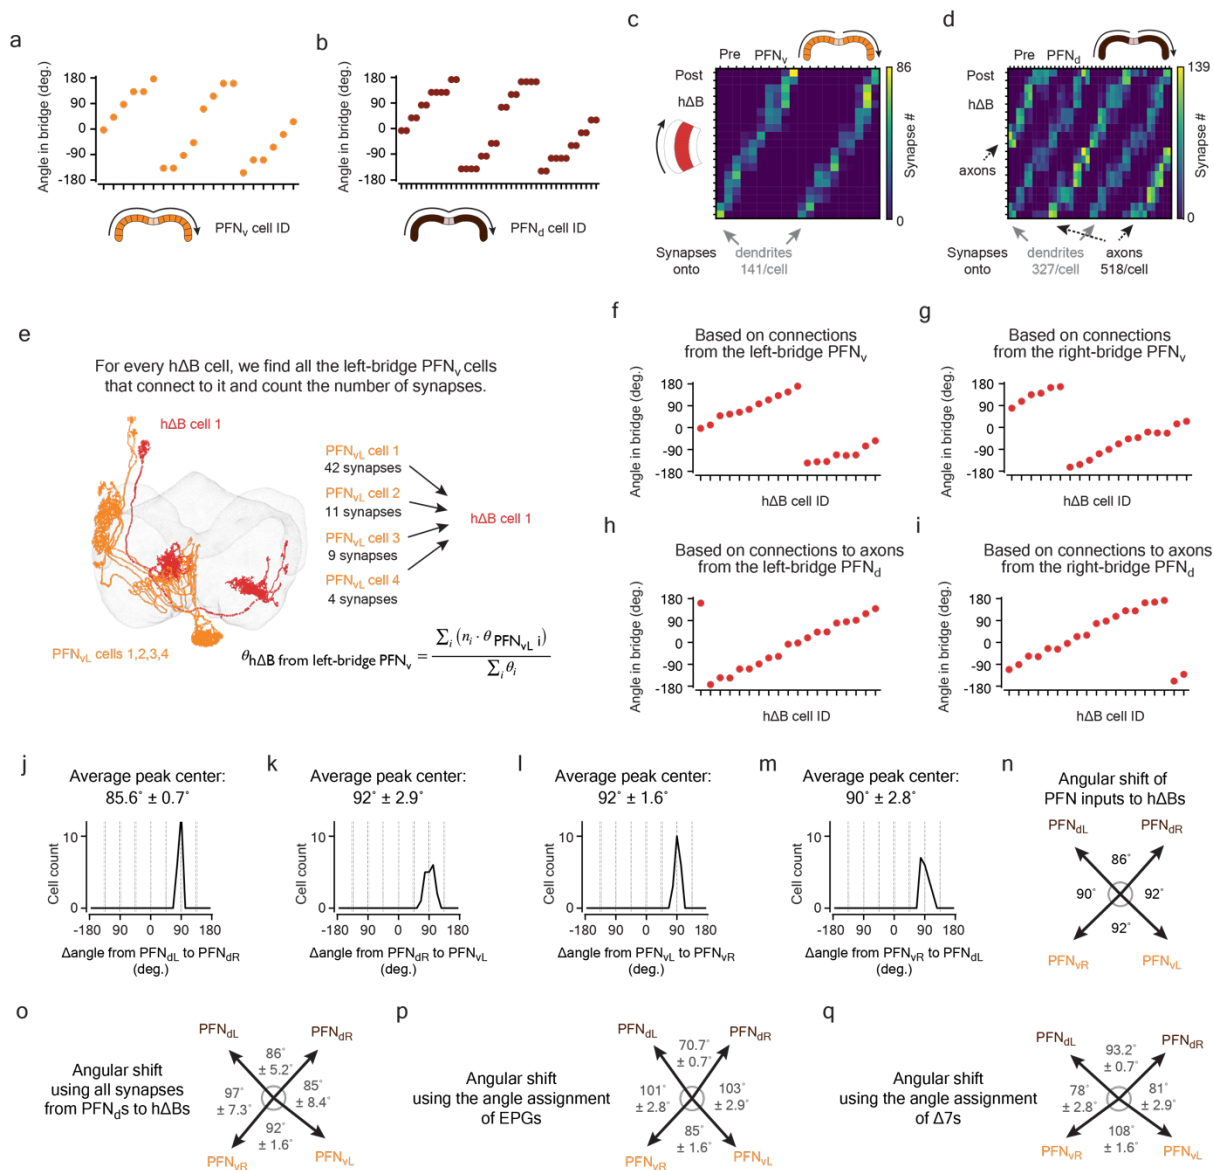 a
Angle in bridge (deg.)
180
90
0
-90
-180
PFNv cell ID
b
Angle in bridge (deg.)
180
90
0
-90
-180
PFNd cell ID
c
Pre PFNv
Post
hΔB
86
Synapse #
0
Synapses onto
dendrites
141/cell
d
Pre PFNd
Post
hΔB
axons
139
Synapse #
0
Synapses onto
dendrites
327/cell
axons
518/cell
e
For every hΔB cell, we find all the left-bridge PFNv cells
that connect to it and count the number of synapses.
hΔB cell 1
PFNvL cell 1
42 synapses
PFNvL cell 2
11 synapses
PFNvL cell 3
9 synapses
PFNvL cell 4
4 synapses
hΔB cell 1
PFNvL cells 1,2,3,4
θhΔB from left-bridge PFNv = ∑i (ni · θPFNvL i) / ∑i θi
f
Based on connections
from the left-bridge PFNv
Angle in bridge (deg.)
180
90
0
-90
-180
hΔB cell ID
g
Based on connections
from the right-bridge PFNv
Angle in bridge (deg.)
180
90
0
-90
-180
hΔB cell ID
h
Based on connections to axons
from the left-bridge PFNd
Angle in bridge (deg.)
180
90
0
-90
-180
hΔB cell ID
i
Based on connections to axons
from the right-bridge PFNd
Angle in bridge (deg.)
180
90
0
-90
-180
hΔB cell ID
j
Average peak center:
85.6° ± 0.7°
Cell count
10
0
-180 -90 0 90 180
Δangle from PFNdL to PFNdR
(deg.)
k
Average peak center:
92° ± 2.9°
Cell count
10
0
-180 -90 0 90 180
Δangle from PFNdR to PFNvL
(deg.)
l
Average peak center:
92° ± 1.6°
Cell count
10
0
-180 -90 0 90 180
Δangle from PFNvL to PFNvR
(deg.)
m
Average peak center:
90° ± 2.8°
Cell count
10
0
-180 -90 0 90 180
Δangle from PFNvR to PFNdL
(deg.)
n
Angular shift of
PFN inputs to hΔBs
PFNdL PFNdR
86°
90° 92°
92°
PFNvR PFNvL
o
Angular shift
using all synapses
from PFNds to hΔBs
PFNdL PFNdR
86°
± 5.2°
97° 85°
± 7.3° ± 8.4°
92°
± 1.6°
PFNvR PFNvL
p
Angular shift
using the angle assignment
of EPGs
PFNdL PFNdR
70.7°
± 0.7°
101° 103°
± 2.8° ± 2.9°
85°
± 1.6°
PFNvR PFNvL
q
Angular shift
using the angle assignment
of Δ7s
PFNdL PFNdR
93.2°
± 0.7°
78° 81°
± 2.8° ± 2.9°
108°
± 1.6°
PFNvR PFNvL